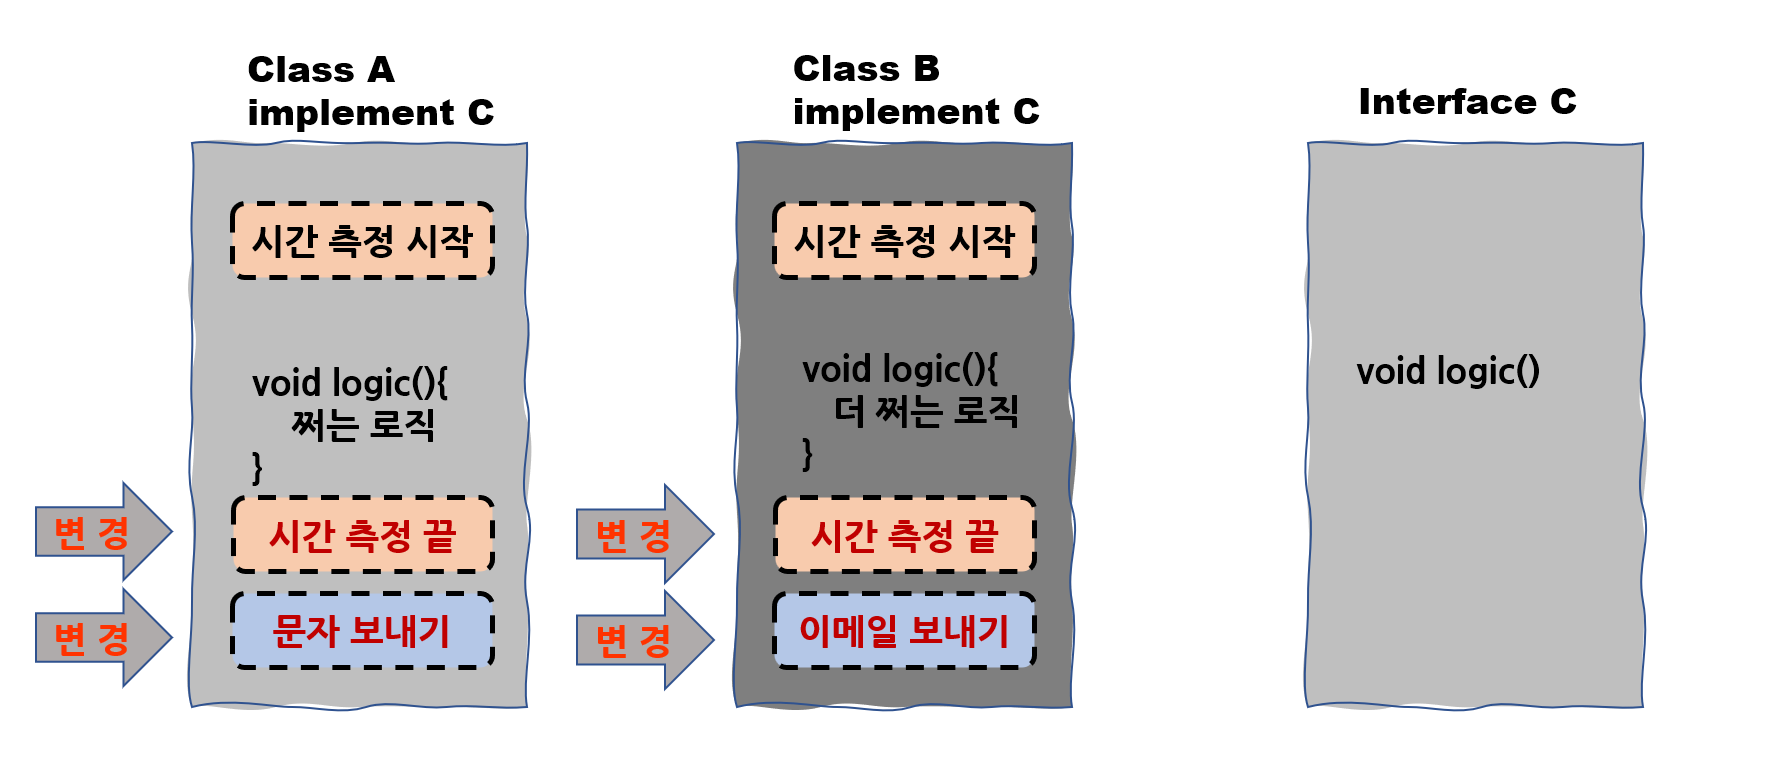 Class A
implement C
시간 측정 시작
void logic(){
쩌는 로직
}
변 경
시간 측정 끝
변 경
문자 보내기
Class B
implement C
시간 측정 시작
void logic(){
더 쩌는 로직
}
변 경
시간 측정 끝
변 경
이메일 보내기
Interface C
void logic()